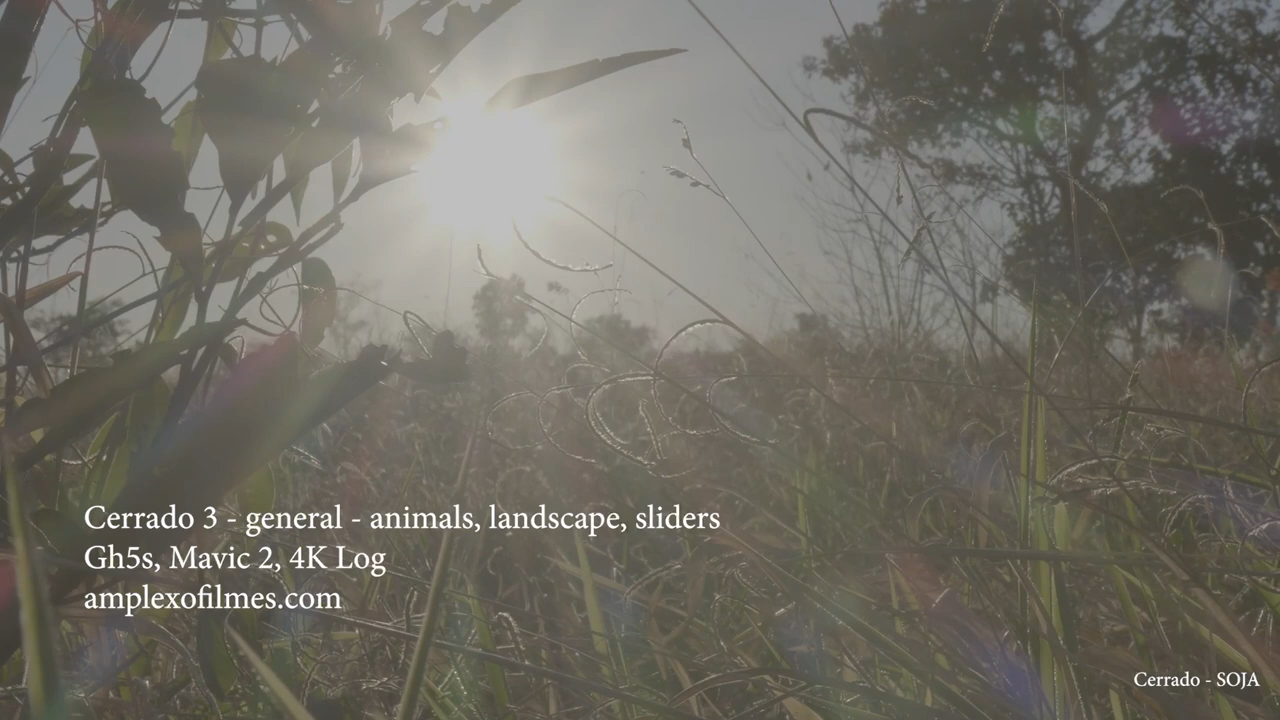 Cerrado 3 - general - animals, landscape, sliders
Gh5s, Mavic 2, 4K Log
amplexofilmes.com
Cerrado - SOJA